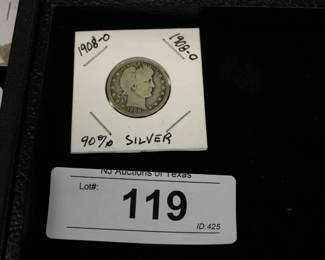 1908-O
1908-O
90% SILVER
NJ Auctions of Texas
Lot#:
119
ID:425